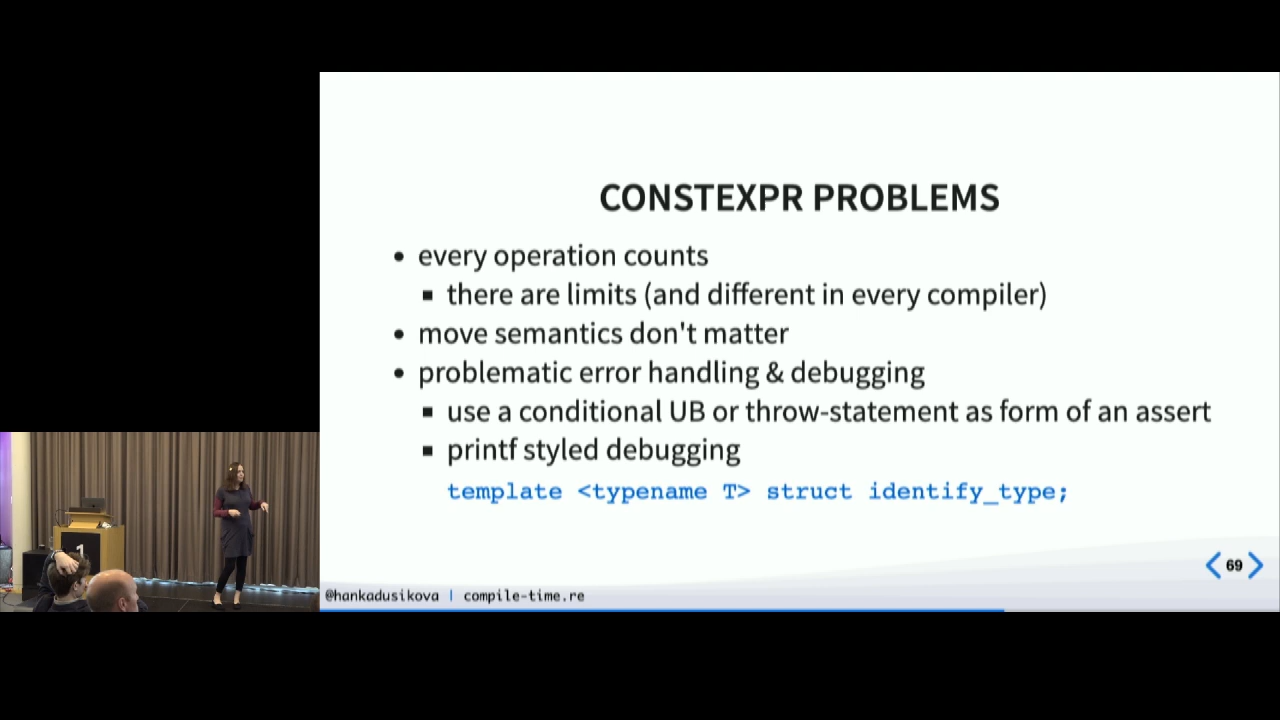 CONSTEXPR PROBLEMS
every operation counts
there are limits (and different in every compiler)
move semantics don't matter
problematic error handling & debugging
use a conditional UB or throw-statement as form of an assert
printf styled debugging
template <typename T> struct identify_type;
69
@hankadusikova | compile-time.re
1